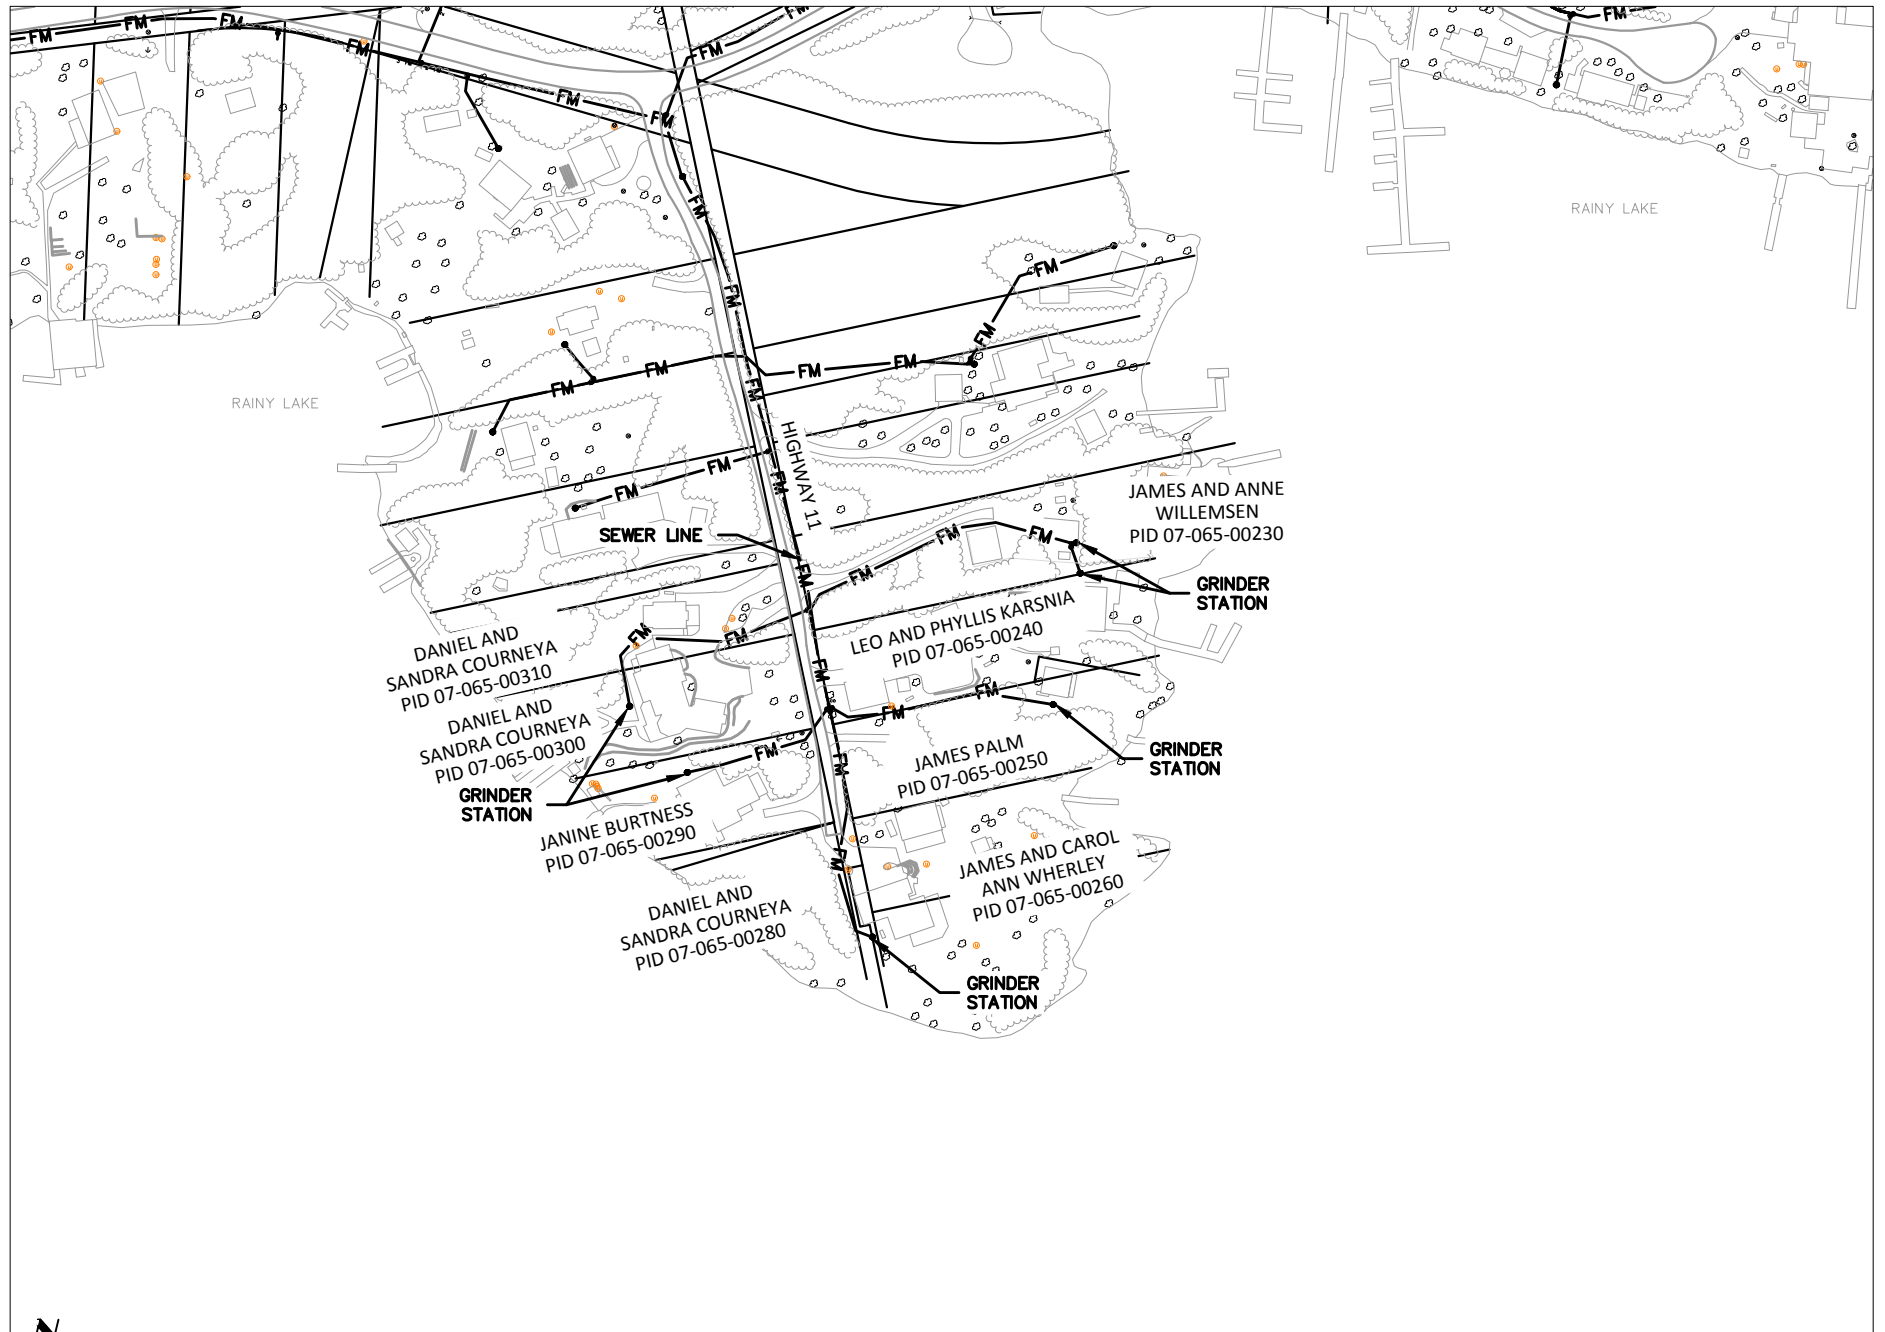 FM
FM
FM
FM
FM
FM
FM
FM
FM
FM
RAINY LAKE
FM
FM
FM
FM
FM
FM
FM
FM
FM
RAINY LAKE
HIGHWAY 11
FM
FM
FM
SEWER LINE
JAMES AND ANNE
WILLEMSEN
PID 07-065-00230
FM
FM
FM
FM
GRINDER
STATION
LEO AND PHYLLIS KARSNIA
PID 07-065-00240
DANIEL AND
SANDRA COURNEYA
PID 07-065-00310
FM
FM
FM
FM
FM
DANIEL AND
SANDRA COURNEYA
PID 07-065-00300
FM
FM
JAMES PALM
PID 07-065-00250
GRINDER
STATION
GRINDER
STATION
JANINE BURTNESS
PID 07-065-00290
FM
JAMES AND CAROL
ANN WHERLEY
PID 07-065-00260
DANIEL AND
SANDRA COURNEYA
PID 07-065-00280
GRINDER
STATION